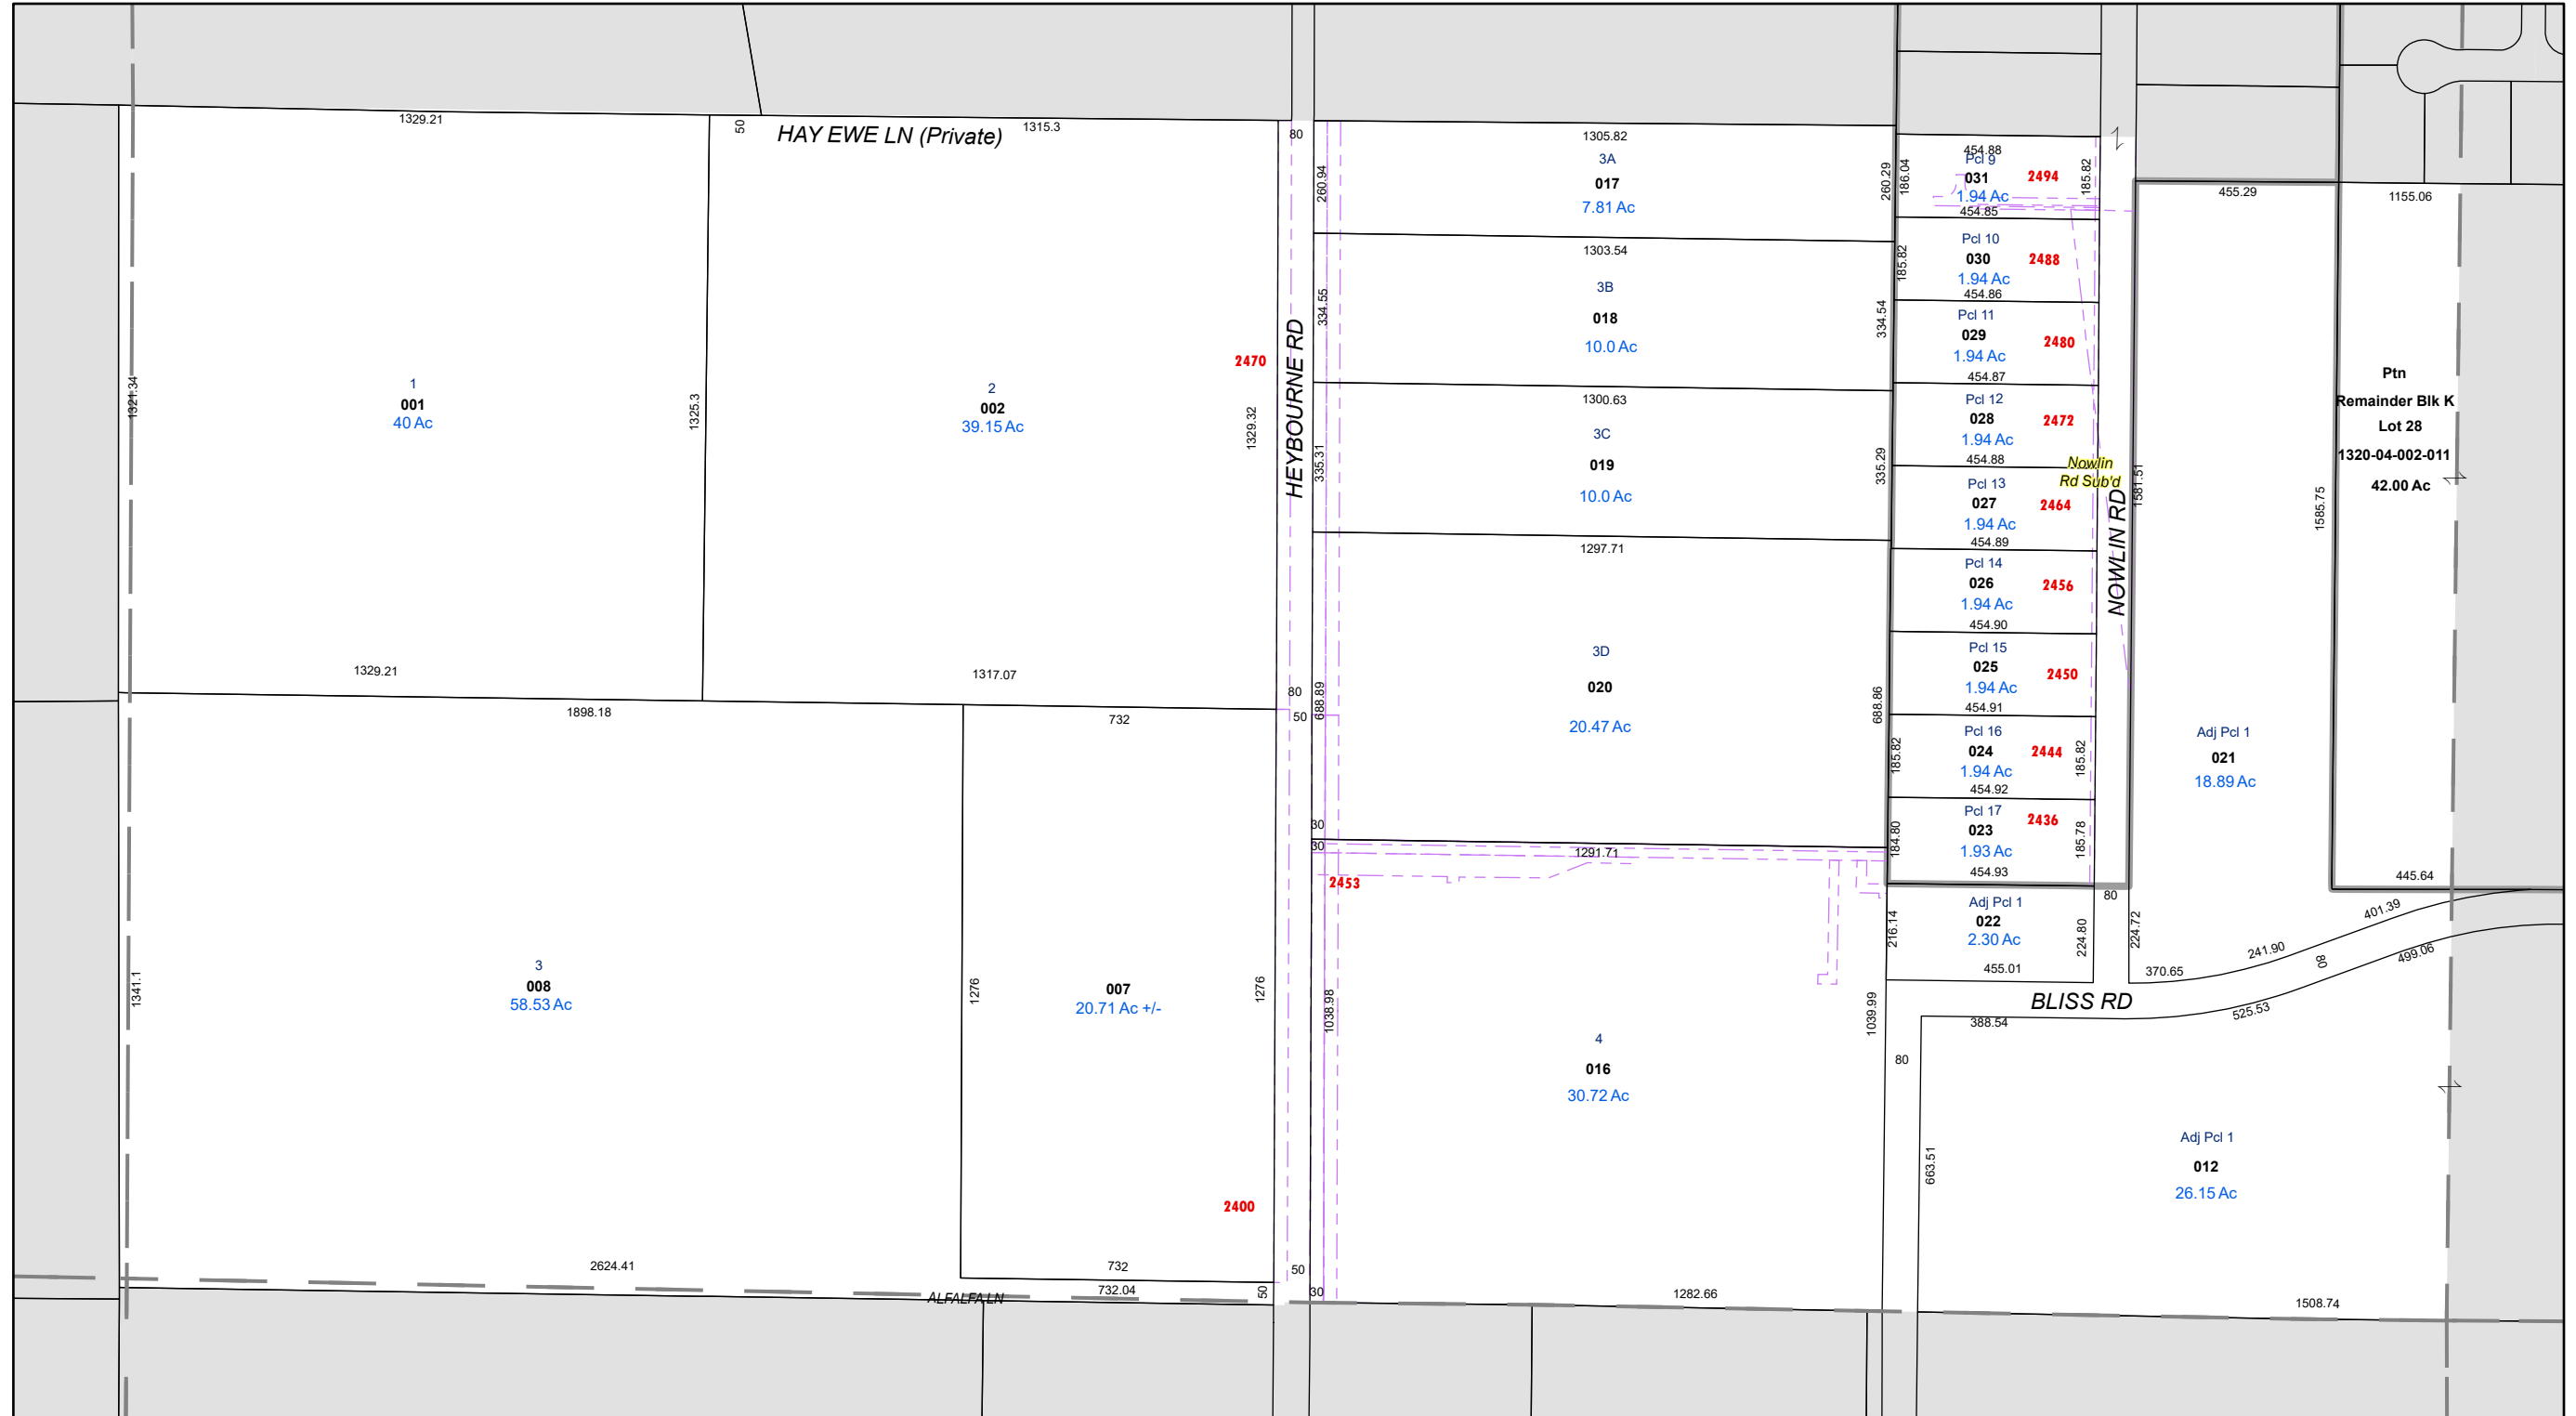 1329.21
50
HAY EWE LN (Private)
1315.3
1321.34
1
001
40 Ac
1325.3
2
002
39.15 Ac
2470
1329.32
1329.21
1317.07
HEYBOURNE RD
80
260.94
334.55
335.31
80
50
688.89
1305.82
3A
017
7.81 Ac
260.29
1303.54
3B
018
10.0 Ac
334.54
1300.63
3C
019
10.0 Ac
335.29
1297.71
3D
020
20.47 Ac
688.86
30
30
1291.71
454.88
Pcl 9
031
2494
1.94 Ac
454.85
186.04
185.82
Pcl 10
030
2488
1.94 Ac
454.86
185.82
Pcl 11
029
2480
1.94 Ac
454.87
Pcl 12
028
2472
1.94 Ac
454.88
Nowlin
Rd Sub'd
Pcl 13
027
2464
1.94 Ac
454.89
Pcl 14
026
2456
1.94 Ac
454.90
Pcl 15
025
2450
1.94 Ac
454.91
Pcl 16
024
2444
1.94 Ac
454.92
185.82
185.82
Pcl 17
023
2436
1.93 Ac
454.93
184.80
185.78
NOWLIN RD
1581.51
455.29
Adj Pcl 1
021
18.89 Ac
1585.75
1155.06
Ptn
Remainder Blk K
Lot 28
1320-04-002-011
42.00 Ac
445.64
80
Adj Pcl 1
022
2.30 Ac
216.14
224.80
224.72
455.01
370.65
241.90
401.39
80
499.06
525.53
BLISS RD
388.54
80
663.51
Adj Pcl 1
012
26.15 Ac
1508.74
1898.18
732
1341.1
3
008
58.53 Ac
1276
007
20.71 Ac +/-
1276
2400
2624.41
732
732.04
ALFALFA LN
50
50
30
2453
1038.98
4
016
30.72 Ac
1039.99
1282.66